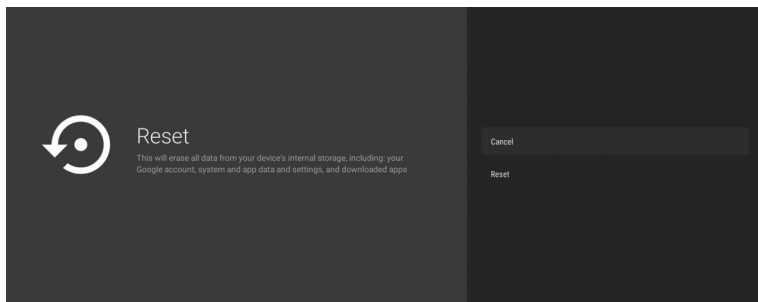 Reset
This will erase all data from your device's internal storage, including: your
Google account, system and app data and settings, and downloaded apps
Cancel
Reset